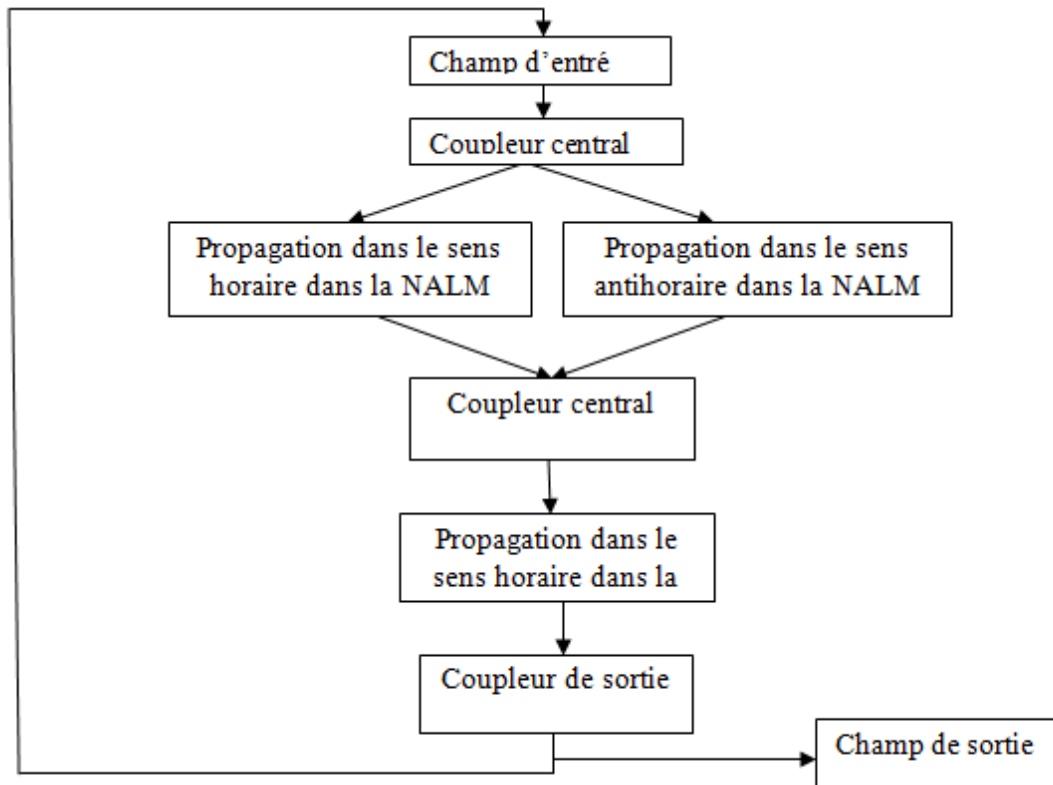 Champ d’entré
Coupleur central
Propagation dans le sens
horaire dans la NALM
Propagation dans le sens
antihoraire dans la NALM
Coupleur central
Propagation dans le
sens horaire dans la
Coupleur de sortie
Champ de sortie